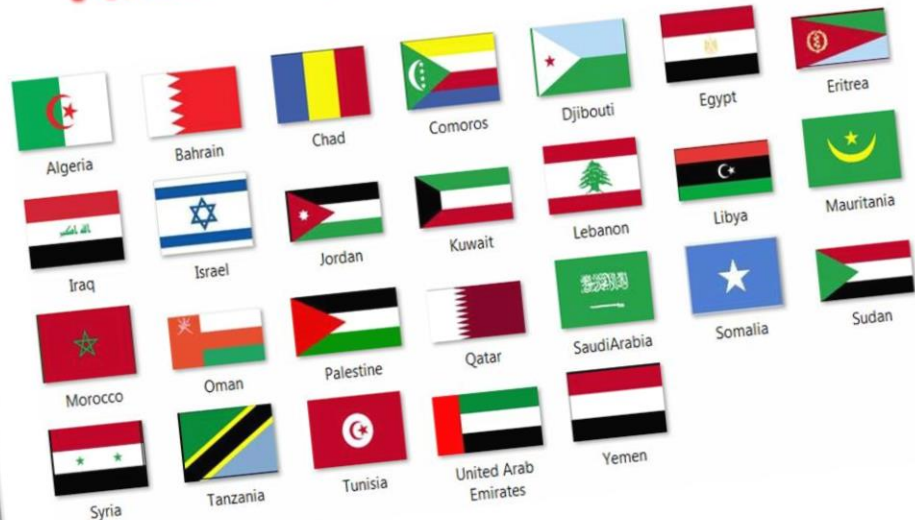 Algeria
Bahrain
Chad
Comoros
Djibouti
Egypt
Eritrea
Iraq
Israel
Jordan
Kuwait
Lebanon
Libya
Mauritania
Morocco
Oman
Palestine
Qatar
SaudiArabia
Somalia
Sudan
Syria
Tanzania
Tunisia
United Arab
Emirates
Yemen